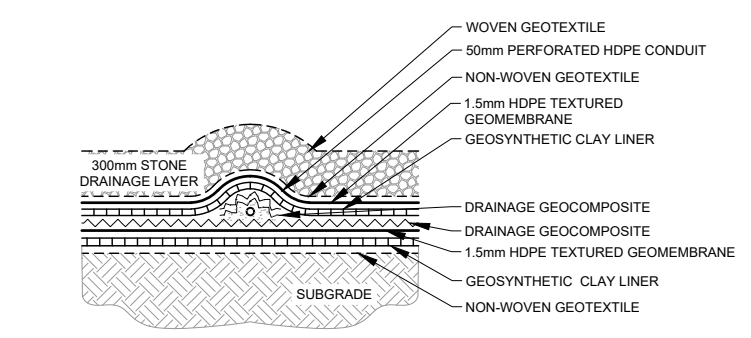 WOVEN GEOTEXTILE
50mm PERFORATED HDPE CONDUIT
NON-WOVEN GEOTEXTILE
1.5mm HDPE TEXTURED
GEOMEMBRANE
GEOSYNTHETIC CLAY LINER
300mm STONE
DRAINAGE LAYER
DRAINAGE GEOCOMPOSITE
DRAINAGE GEOCOMPOSITE
1.5mm HDPE TEXTURED GEOMEMBRANE
GEOSYNTHETIC CLAY LINER
SUBGRADE
NON-WOVEN GEOTEXTILE